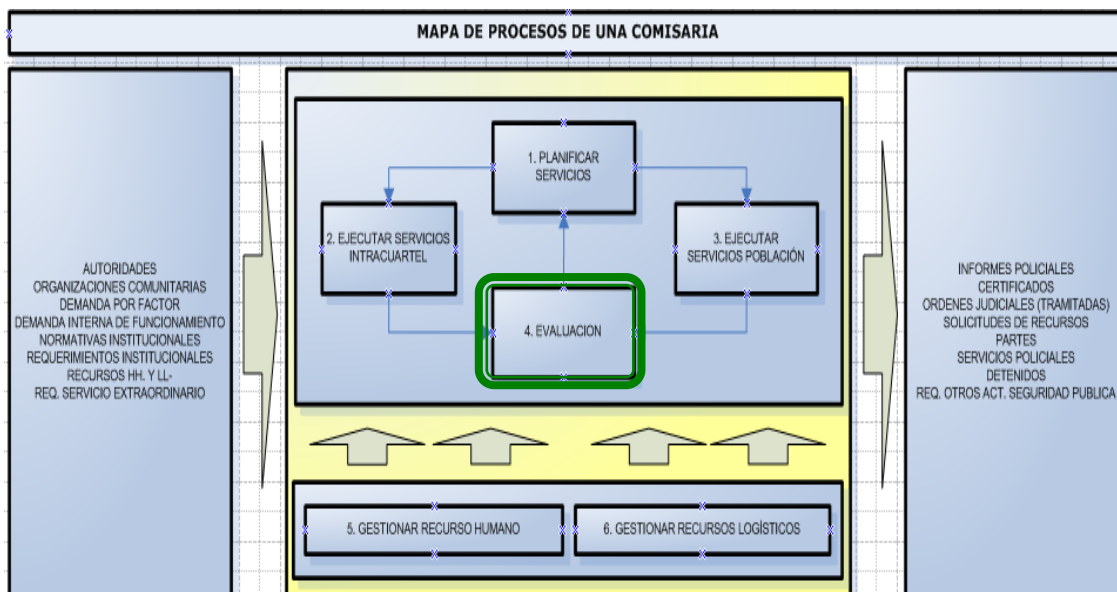 MAPA DE PROCESOS DE UNA COMISARIA
AUTORIDADES
ORGANIZACIONES COMUNITARIAS
DEMANDA POR FACTOR
DEMANDA INTERNA DE FUNCIONAMIENTO
NORMATIVAS INSTITUCIONALES
REQUERIMIENTOS INSTITUCIONALES
RECURSOS HH. Y LL-
REQ. SERVICIO EXTRAORDINARIO
1. PLANIFICAR
SERVICIOS
2. EJECUTAR SERVICIOS
INTRACUARTEL
3. EJECUTAR
SERVICIOS POBLACIÓN
4. EVALUACION
5. GESTIONAR RECURSO HUMANO
6. GESTIONAR RECURSOS LOGÍSTICOS
INFORMES POLICIALES
CERTIFICADOS
ORDENES JUDICIALES (TRAMITADAS)
SOLICITUDES DE RECURSOS
PARTES
SERVICIOS POLICIALES
DETENIDOS
REQ. OTROS ACT. SEGURIDAD PUBLICA